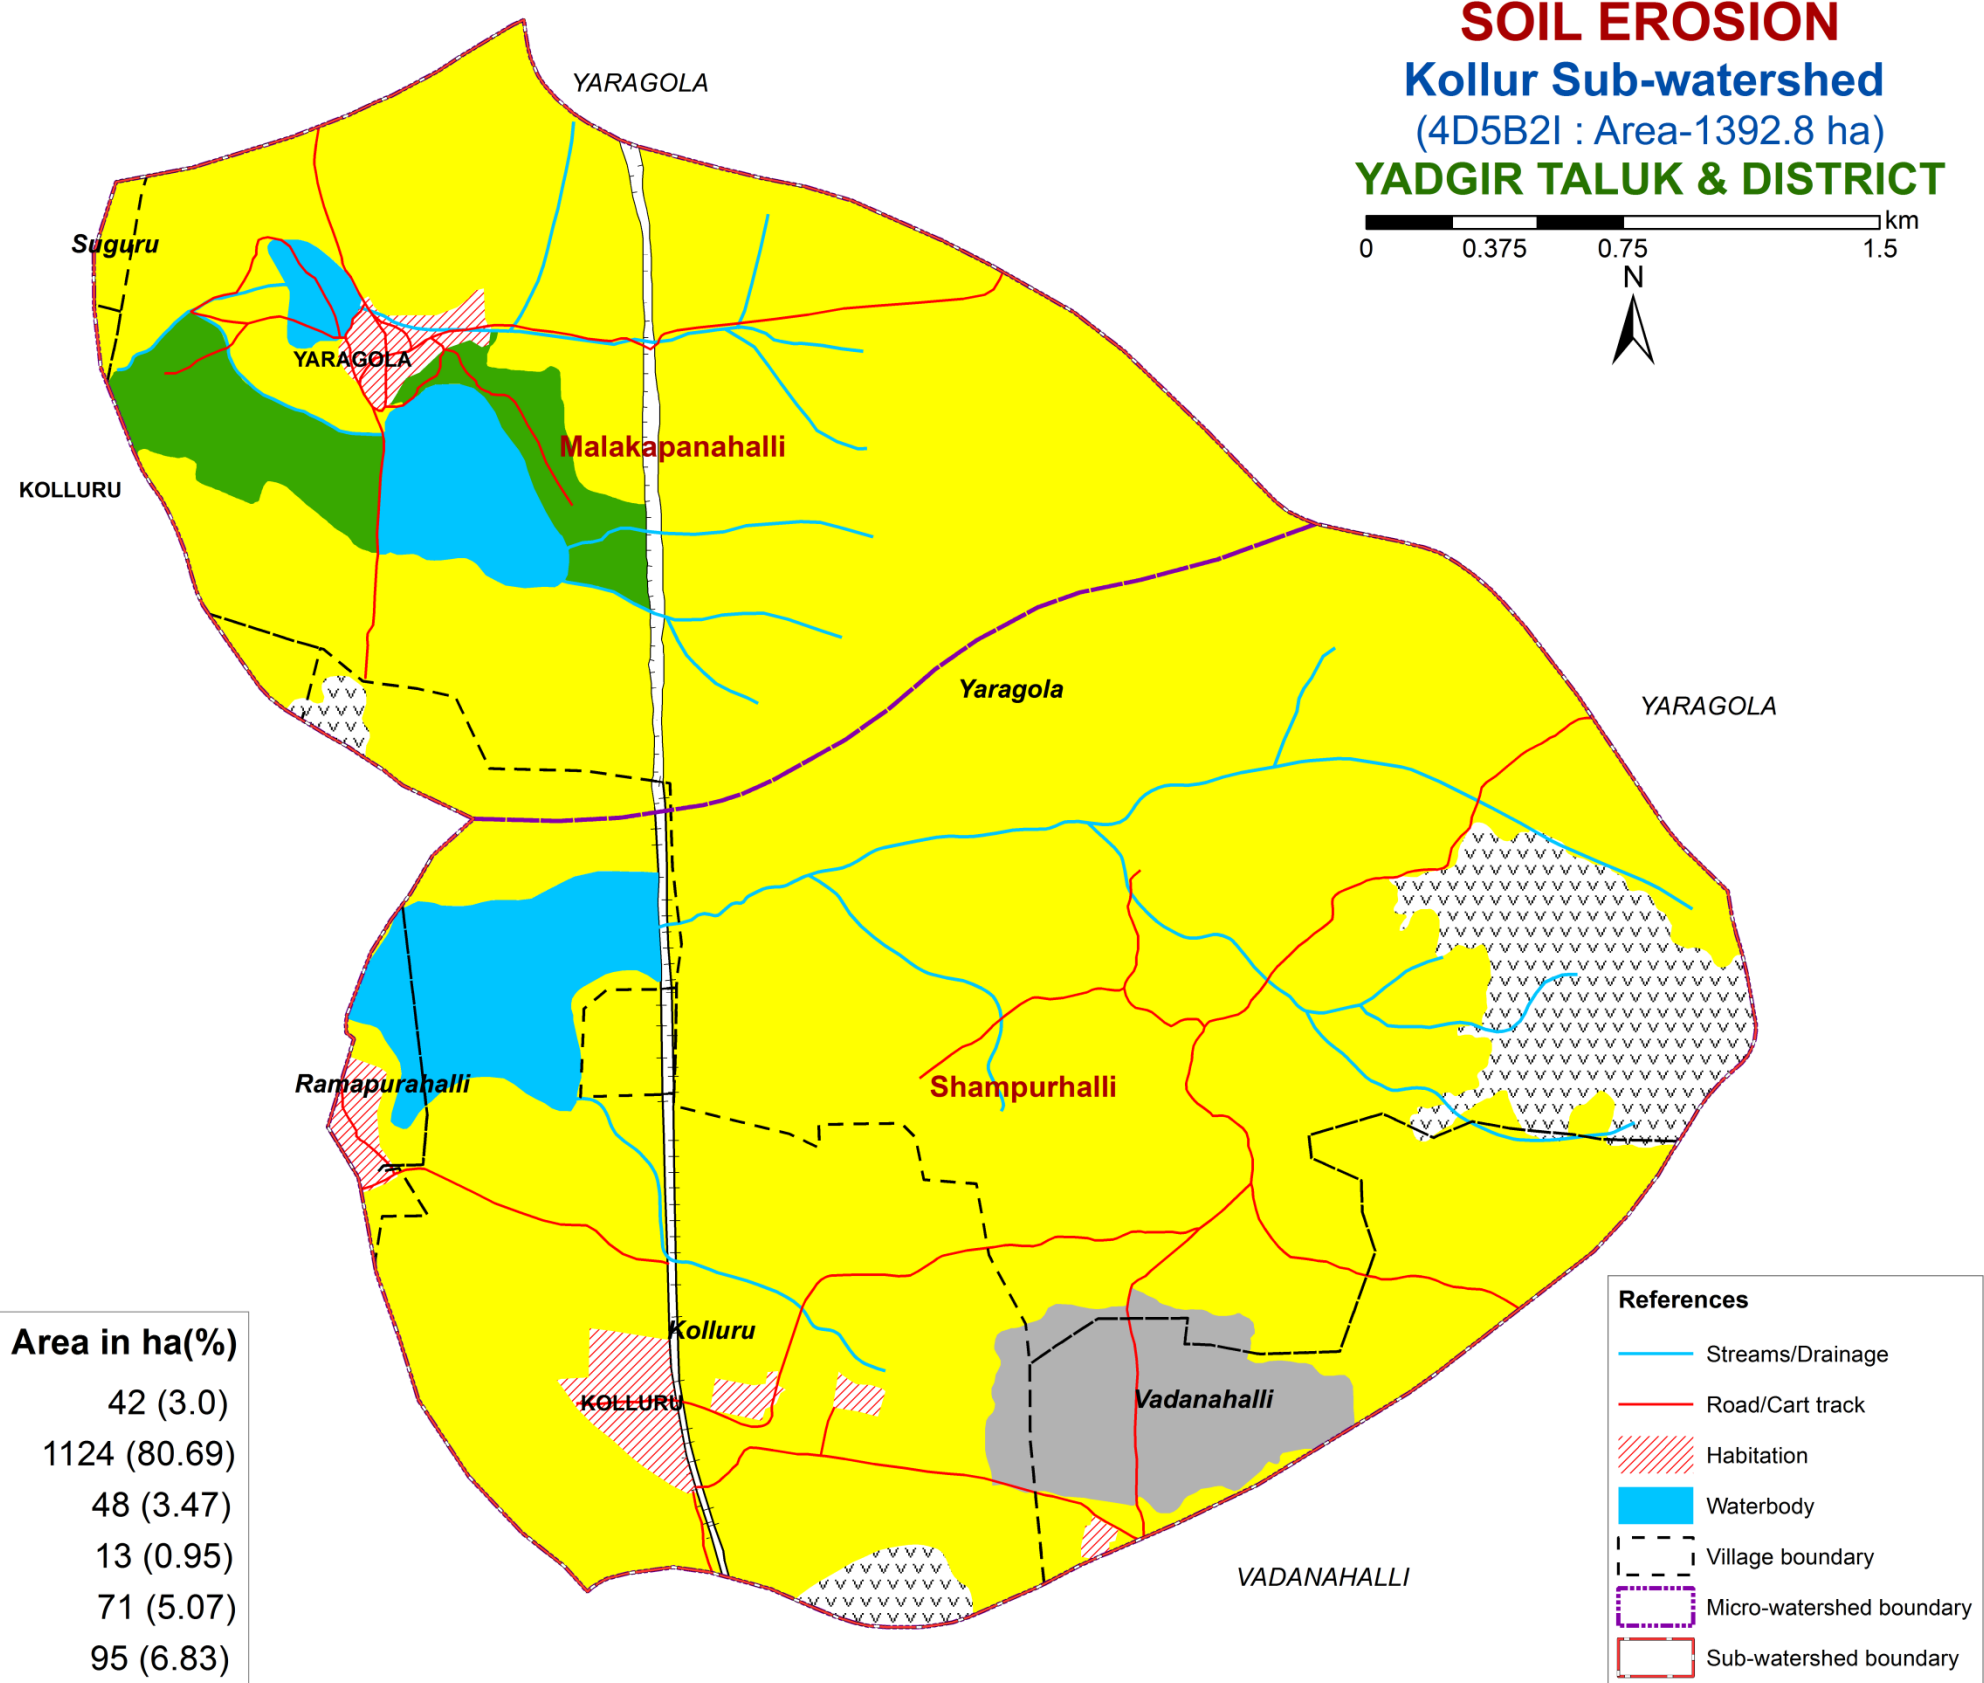 SOIL EROSION
Kollur Sub-watershed
(4D5B2I : Area-1392.8 ha)
YADGIR TALUK & DISTRICT
km
0 0.375 0.75 1.5
N
YARAGOLA
Suguru
YARAGOLA
Malakapanahalli
KOLLURU
Yaragola
YARAGOLA
Ramapurahalli
Shampurhalli
Kolluru
KOLLURU
Vadanahalli
VADANAHALLI
Area in ha(%)
42 (3.0)
1124 (80.69)
48 (3.47)
13 (0.95)
71 (5.07)
95 (6.83)
References
Streams/Drainage
Road/Cart track
Habitation
Waterbody
Village boundary
Micro-watershed boundary
Sub-watershed boundary